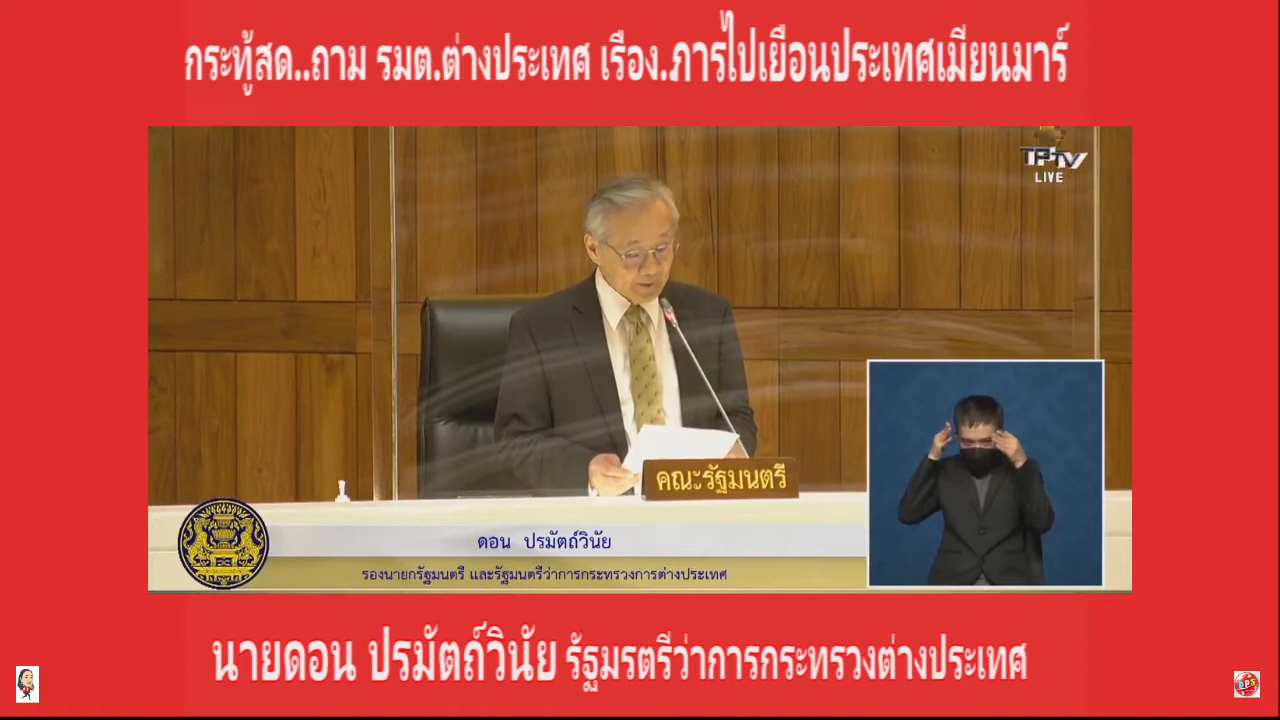 กระทู้สด..ถาม รมต.ต่างประเทศ เรื่อง.ภารไปเยือนประเทศเมียนมาร์
TPTV
LIVE
คณะรัฐมนตรี
ดอน ปรมัตถ์วินัย
รองนายกรัฐมนตรี และรัฐมนตรีว่าการกระทรวงการต่างประเทศ
นายดอน ปรมัตถ์วินัย รัฐมรตรีว่าการกระทรวงต่างประเทศ